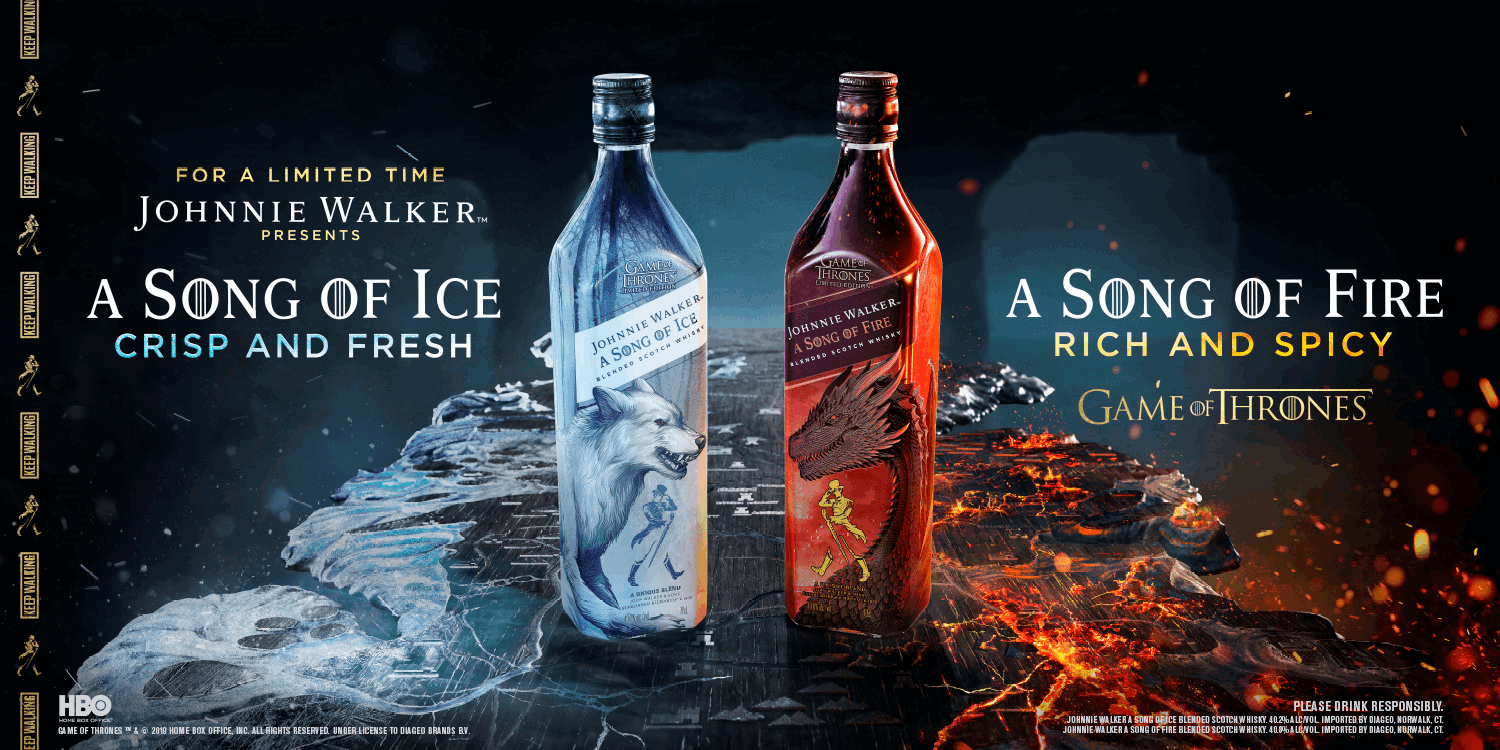 KEEP WALKING
KEEP WALKING
KEEP WALKING
KEEP WALKING
KEEP WALKING
KEEP WALKING
FOR A LIMITED TIME
JOHNNIE WALKER™
PRESENTS
A SONG OF ICE
CRISP AND FRESH
GAME OF
THRONES
LIMITED EDITION
JOHNNIE WALKER
A SONG OF ICE
BLENDED SCOTCH WHISKY
A UNIQUE BLEND
GAME OF
THRONES
LIMITED EDITION
JOHNNIE WALKER
A SONG OF FIRE
BLENDED SCOTCH WHISKY
A SONG OF FIRE
RICH AND SPICY
GAME OF THRONES
HBO
HOME BOX OFFICE®
GAME OF THRONES ™ & © 2019 HOME BOX OFFICE, INC. ALL RIGHTS RESERVED. UNDER LICENSE TO DIAGEO BRANDS B.V.
PLEASE DRINK RESPONSIBLY.
JOHNNIE WALKER A SONG OF ICE BLENDED SCOTCH WHISKY. 40.2% ALC/VOL. IMPORTED BY DIAGEO, NORWALK, CT.
JOHNNIE WALKER A SONG OF FIRE BLENDED SCOTCH WHISKY. 40.8% ALC/VOL. IMPORTED BY DIAGEO, NORWALK, CT.